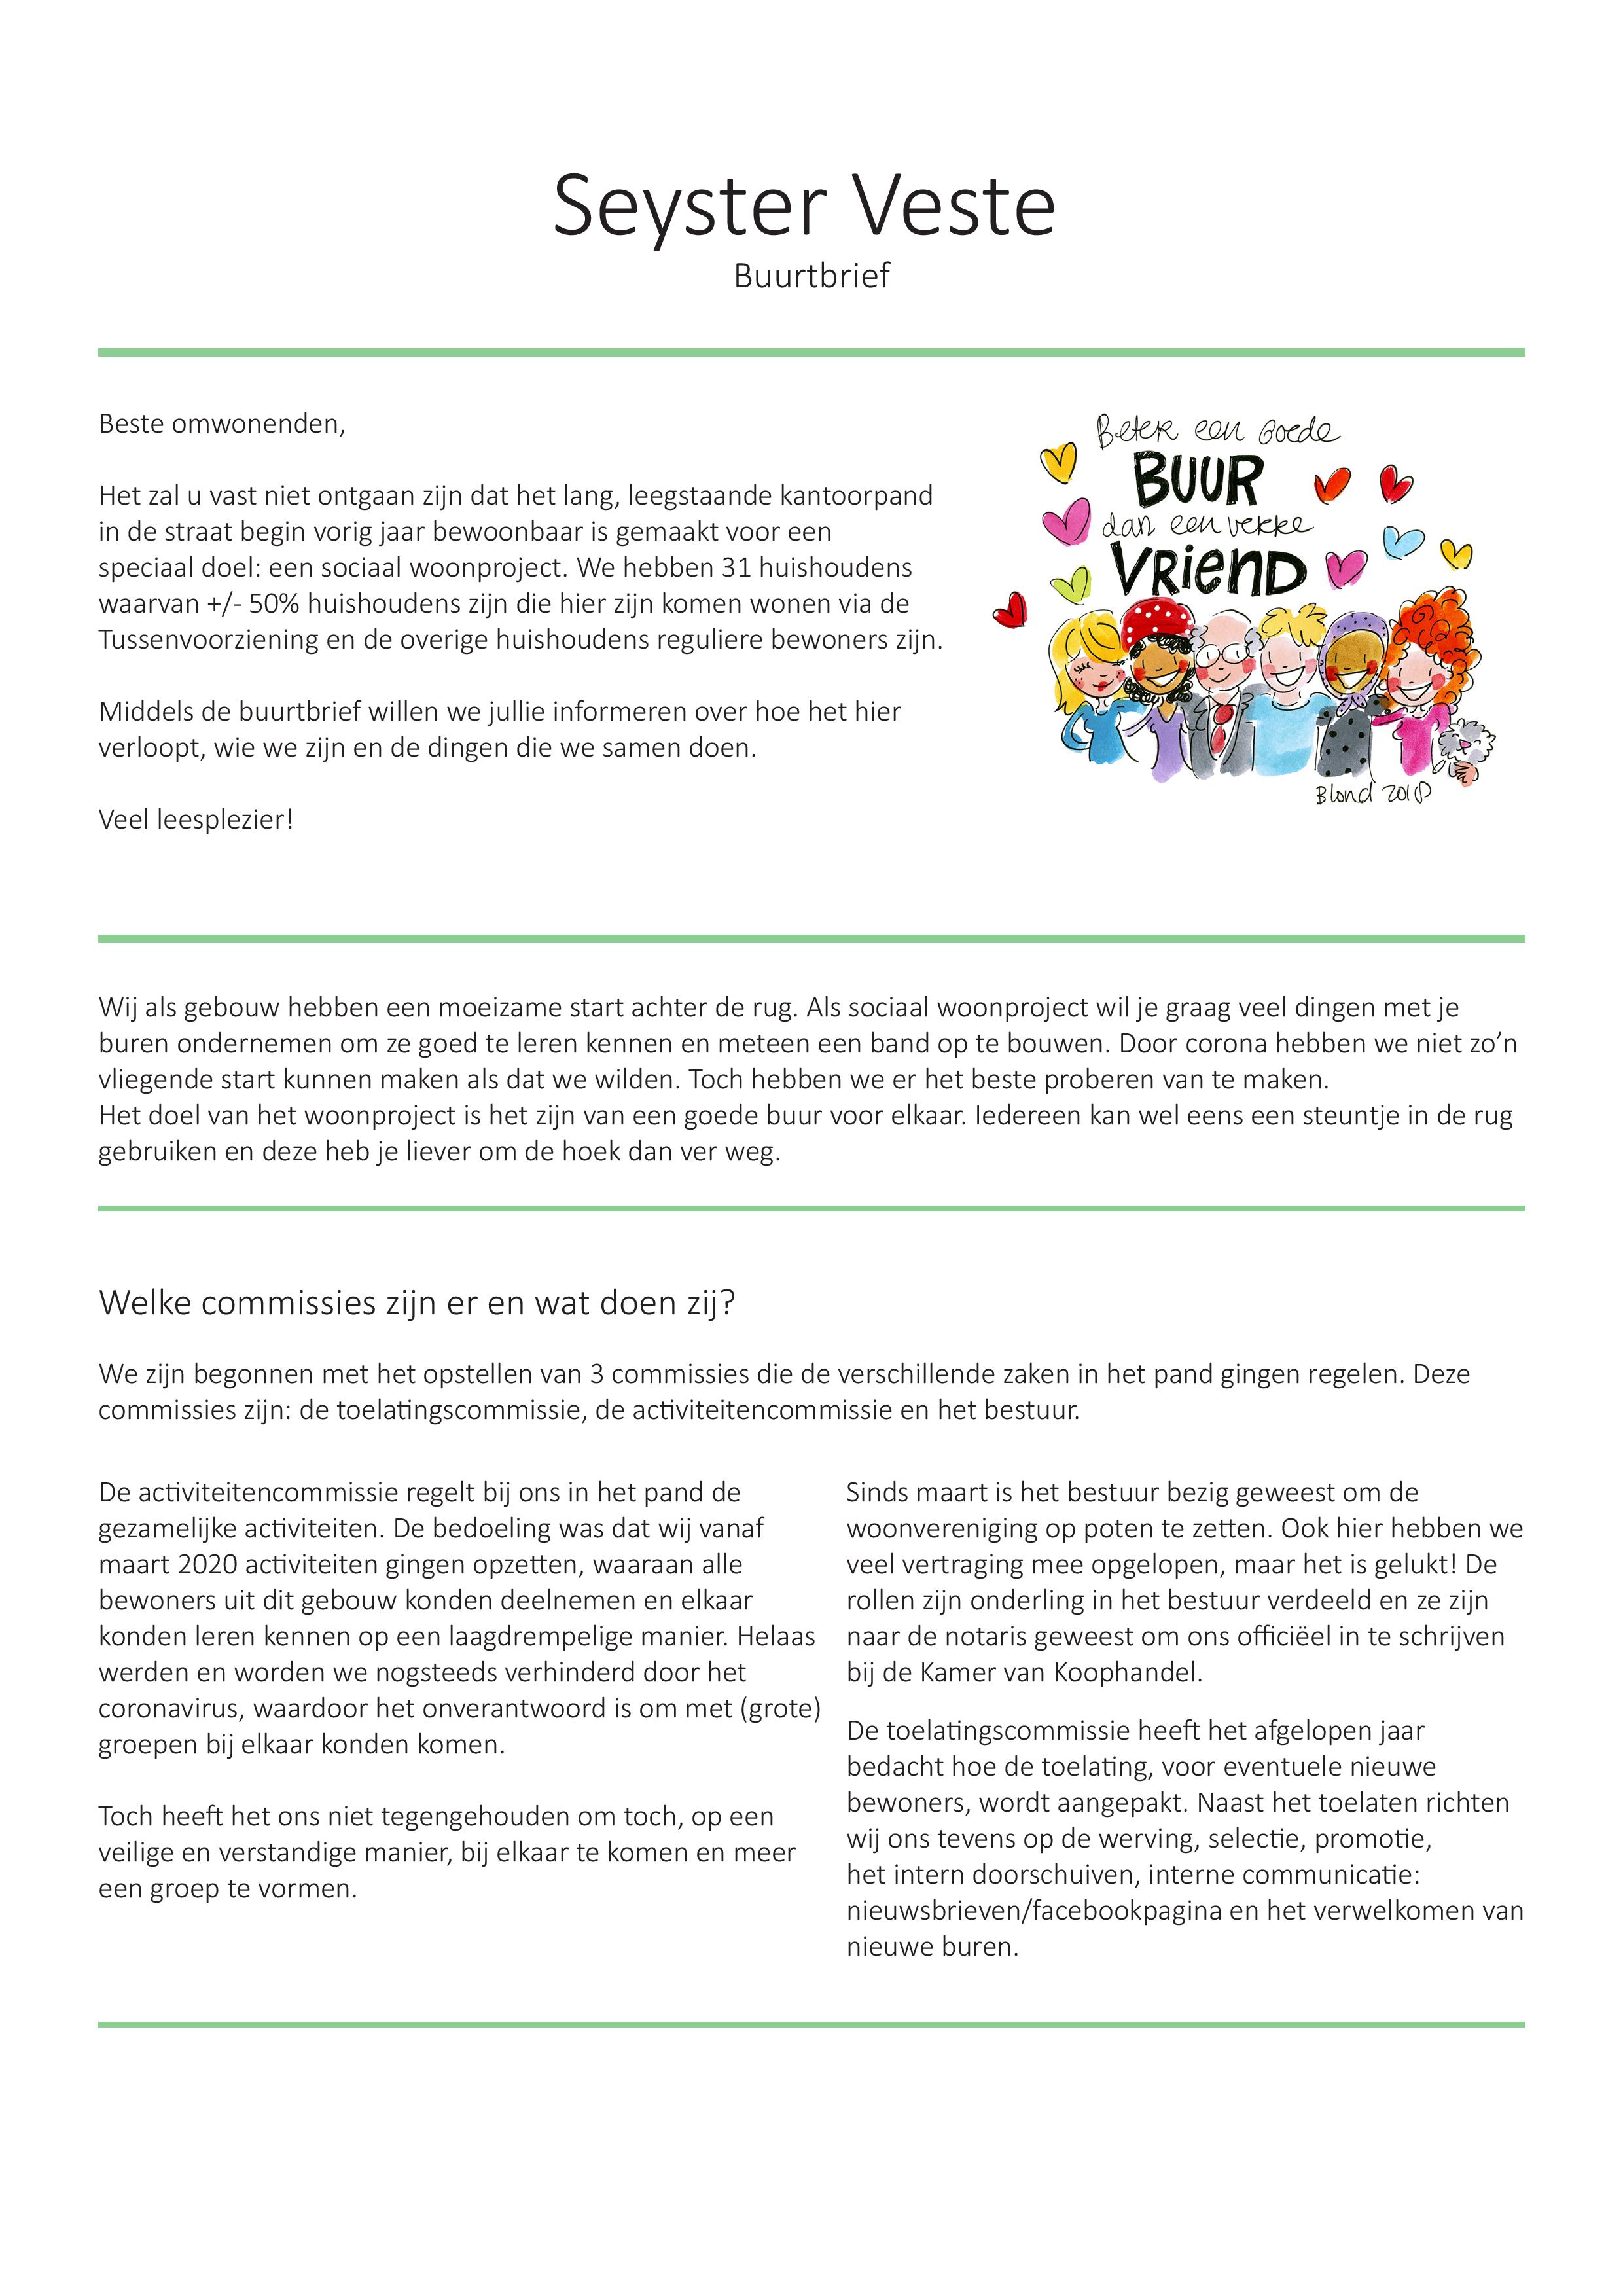 Seyster Veste
Buurtbrief
Beste omwonenden,
Het zal u vast niet ontgaan zijn dat het lang, leegstaande kantoorpand
in de straat begin vorig jaar bewoonbaar is gemaakt voor een
speciaal doel: een sociaal woonproject. We hebben 31 huishoudens
waarvan +/- 50% huishoudens zijn die hier zijn komen wonen via de
Tussenvoorziening en de overige huishoudens reguliere bewoners zijn.
Middels de buurtbrief willen we jullie informeren over hoe het hier
verloopt, wie we zijn en de dingen die we samen doen.
Veel leesplezier!
Beter een goede
BUUR
dan een verre
VRiEND
Blond 2018
Wij als gebouw hebben een moeizame start achter de rug. Als sociaal woonproject wil je graag veel dingen met je
buren ondernemen om ze goed te leren kennen en meteen een band op te bouwen. Door corona hebben we niet zo’n
vliegende start kunnen maken als dat we wilden. Toch hebben we er het beste proberen van te maken.
Het doel van het woonproject is het zijn van een goede buur voor elkaar. Iedereen kan wel eens een steuntje in de rug
gebruiken en deze heb je liever om de hoek dan ver weg.
Welke commissies zijn er en wat doen zij?
We zijn begonnen met het opstellen van 3 commissies die de verschillende zaken in het pand gingen regelen. Deze
commissies zijn: de toelatingscommissie, de activiteitencommissie en het bestuur.
De activiteitencommissie regelt bij ons in het pand de
gezamelijke activiteiten. De bedoeling was dat wij vanaf
maart 2020 activiteiten gingen opzetten, waaraan alle
bewoners uit dit gebouw konden deelnemen en elkaar
konden leren kennen op een laagdrempelige manier. Helaas
werden en worden we nogsteeds verhinderd door het
coronavirus, waardoor het onverantwoord is om met (grote)
groepen bij elkaar konden komen.
Toch heeft het ons niet tegengehouden om toch, op een
veilige en verstandige manier, bij elkaar te komen en meer
een groep te vormen.
Sinds maart is het bestuur bezig geweest om de
woonvereniging op poten te zetten. Ook hier hebben we
veel vertraging mee opgelopen, maar het is gelukt! De
rollen zijn onderling in het bestuur verdeeld en ze zijn
naar de notaris geweest om ons officiëel in te schrijven
bij de Kamer van Koophandel.
De toelatingscommissie heeft het afgelopen jaar
bedacht hoe de toelating, voor eventuele nieuwe
bewoners, wordt aangepakt. Naast het toelaten richten
wij ons tevens op de werving, selectie, promotie,
het intern doorschuiven, interne communicatie:
nieuwsbrieven/facebookpagina en het verwelkomen van
nieuwe buren.